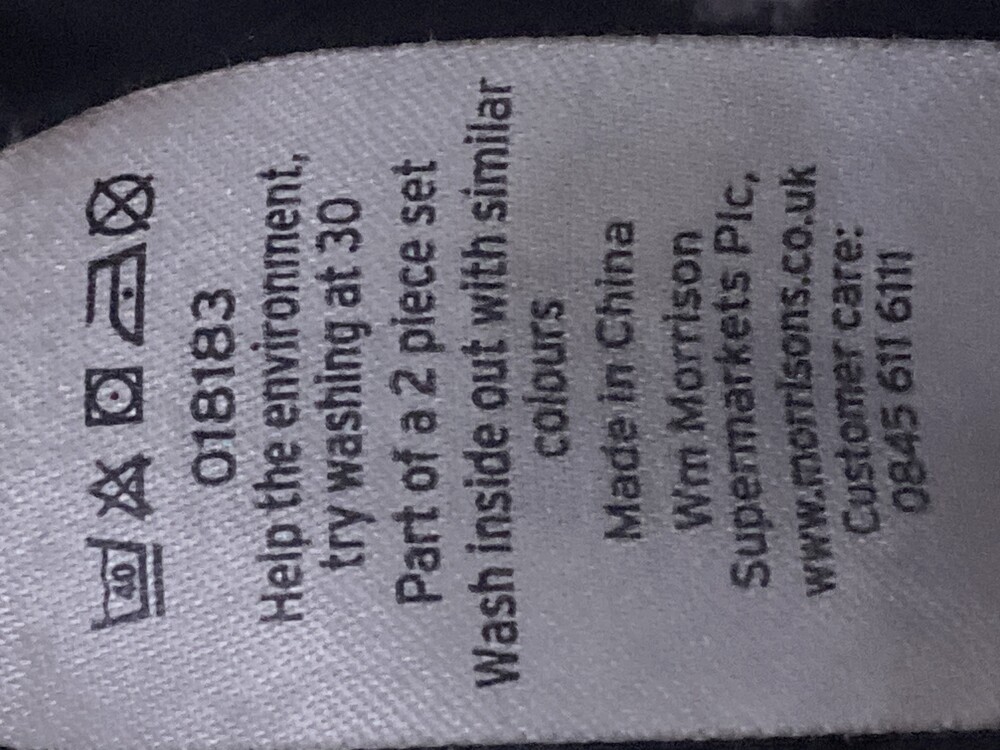 40
018183
Help the environment,
try washing at 30
Part of a 2 piece set
Wash inside out with similar
colours
Made in China
Wm Morrison
Supermarkets Plc,
www.morrisons.co.uk
Customer care:
0845 611 6111